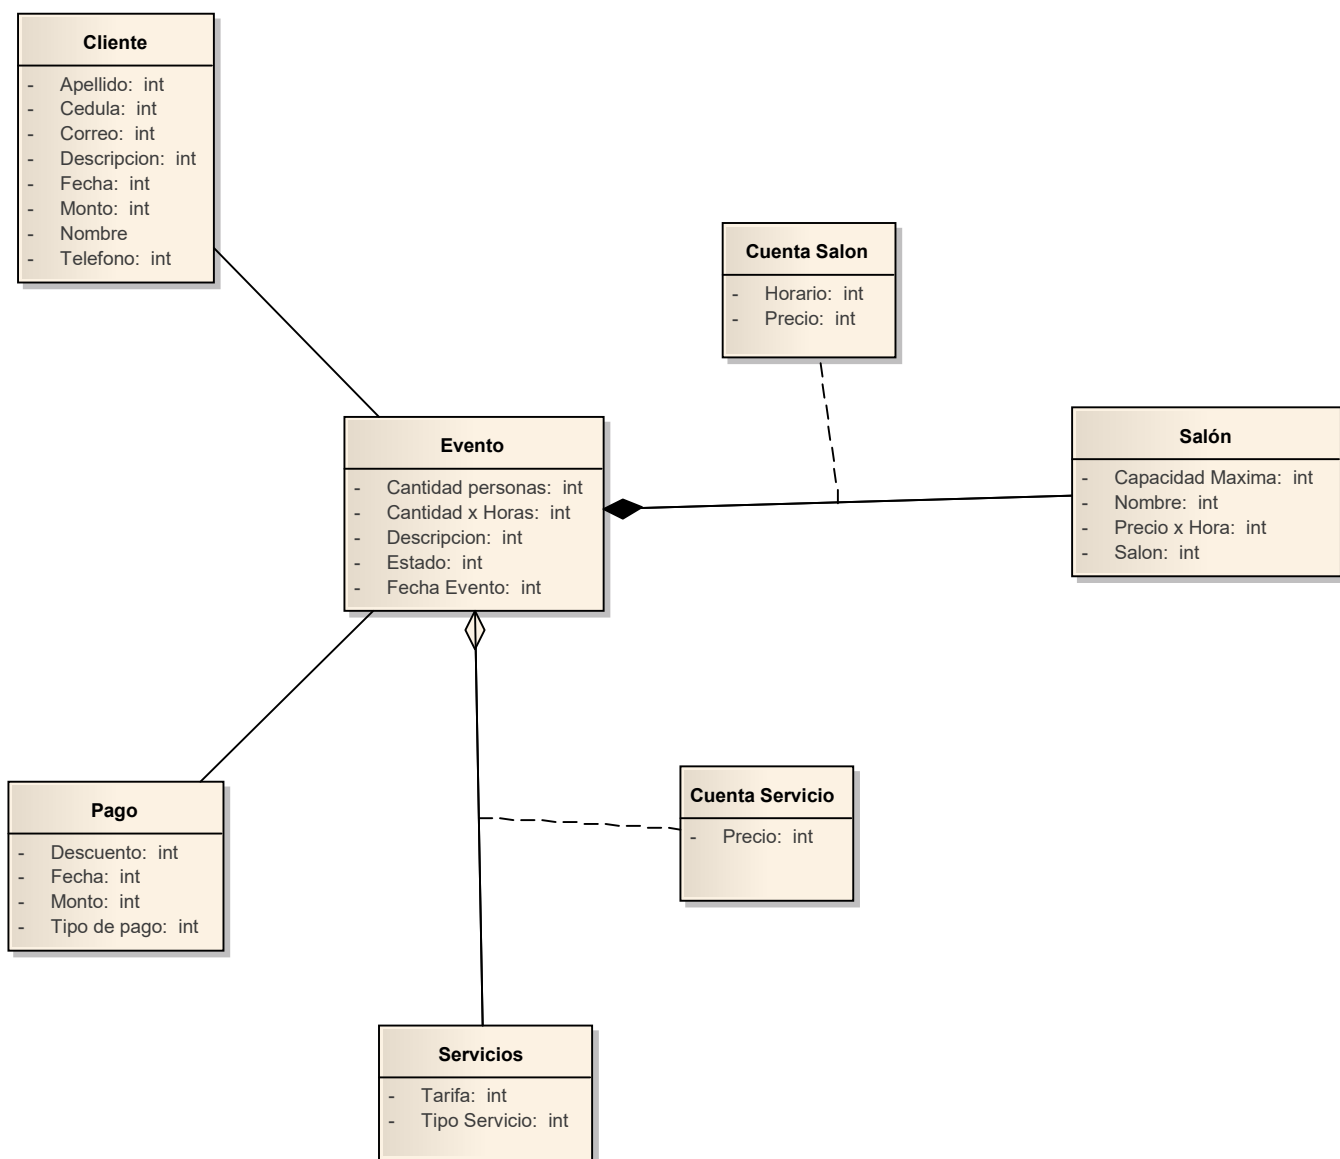 Cliente
- Apellido: int
- Cedula: int
- Correo: int
- Descripcion: int
- Fecha: int
- Monto: int
- Nombre
- Telefono: int
Cuenta Salon
- Horario: int
- Precio: int
Evento
- Cantidad personas: int
- Cantidad x Horas: int
- Descripcion: int
- Estado: int
- Fecha Evento: int
Salón
- Capacidad Maxima: int
- Nombre: int
- Precio x Hora: int
- Salon: int
Pago
- Descuento: int
- Fecha: int
- Monto: int
- Tipo de pago: int
Cuenta Servicio
- Precio: int
Servicios
- Tarifa: int
- Tipo Servicio: int